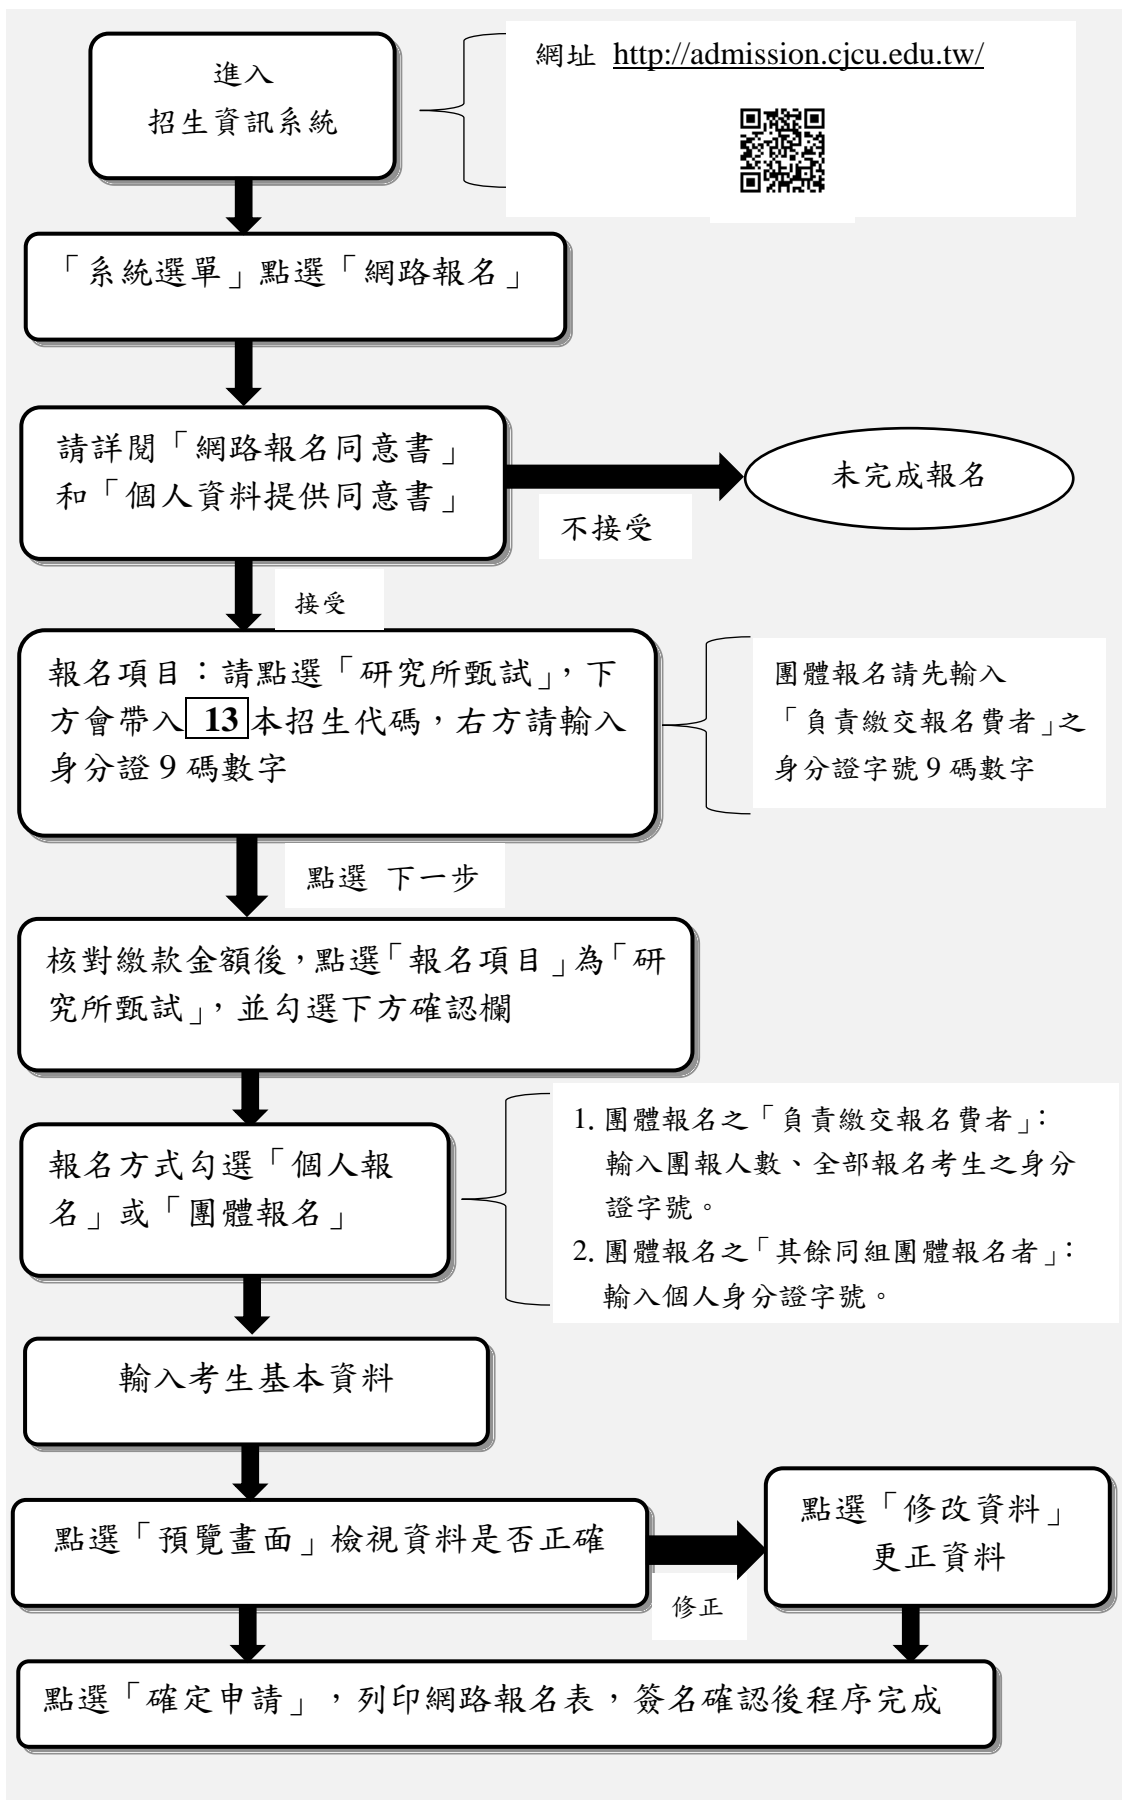 進入
招生資訊系統
網址 http://admission.cjcu.edu.tw/
「系統選單」點選「網路報名」
請詳閱「網路報名同意書」
和「個人資料提供同意書」
不接受
未完成報名
接受
報名項目：請點選「研究所甄試」，下
方會帶入 13 本招生代碼，右方請輸入
身分證 9 碼數字
團體報名請先輸入
「負責繳交報名費者」之
身分證字號 9 碼數字
點選 下一步
核對繳款金額後，點選「報名項目」為「研
究所甄試」，並勾選下方確認欄
報名方式勾選「個人報
名」或「團體報名」
1. 團體報名之「負責繳交報名費者」：
輸入團報人數、全部報名考生之身分
證字號。
2. 團體報名之「其餘同組團體報名者」：
輸入個人身分證字號。
輸入考生基本資料
點選「預覽畫面」檢視資料是否正確
修正
點選「修改資料」
更正資料
點選「確定申請」，列印網路報名表，簽名確認後程序完成